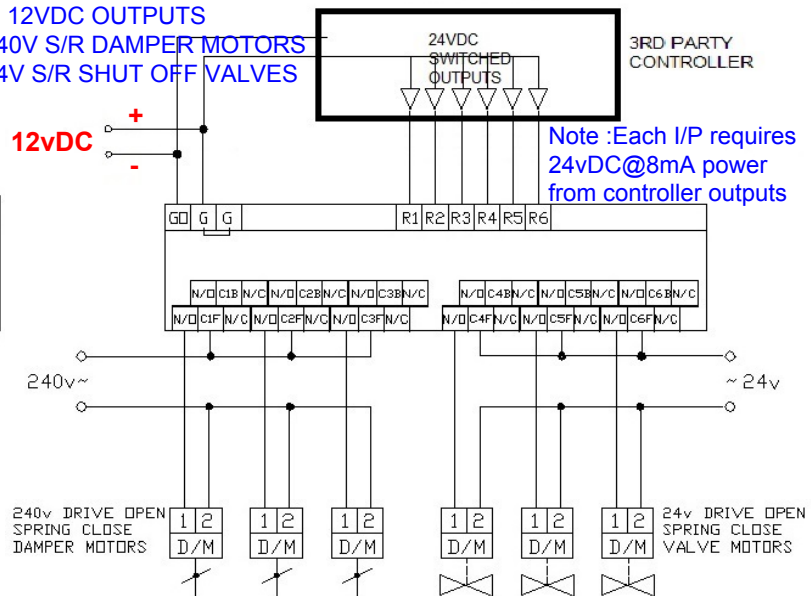 12VDC OUTPUTS
40V S/R DAMPER MOTORS
4V S/R SHUT OFF VALVES
24VDC
SWITCHED
OUTPUTS
3RD PARTY
CONTROLLER
+
12vDC
-
Note :Each I/P requires
24vDC@8mA power
from controller outputs
GO G G R1 R2 R3 R4 R5 R6
N/O C1B N/C N/O C2B N/C N/O C3B N/C N/O C4B N/C N/O C5B N/C N/O C6B N/C
N/O C1F N/C N/O C2F N/C N/O C3F N/C N/O C4F N/C N/O C5F N/C N/O C6F N/C
240v~
~ 24v
240v DRIVE OPEN
SPRING CLOSE
DAMPER MOTORS
1 2 1 2 1 2 1 2 1 2 1 2
D/M D/M D/M D/M D/M D/M
24v DRIVE OPEN
SPRING CLOSE
VALVE MOTORS